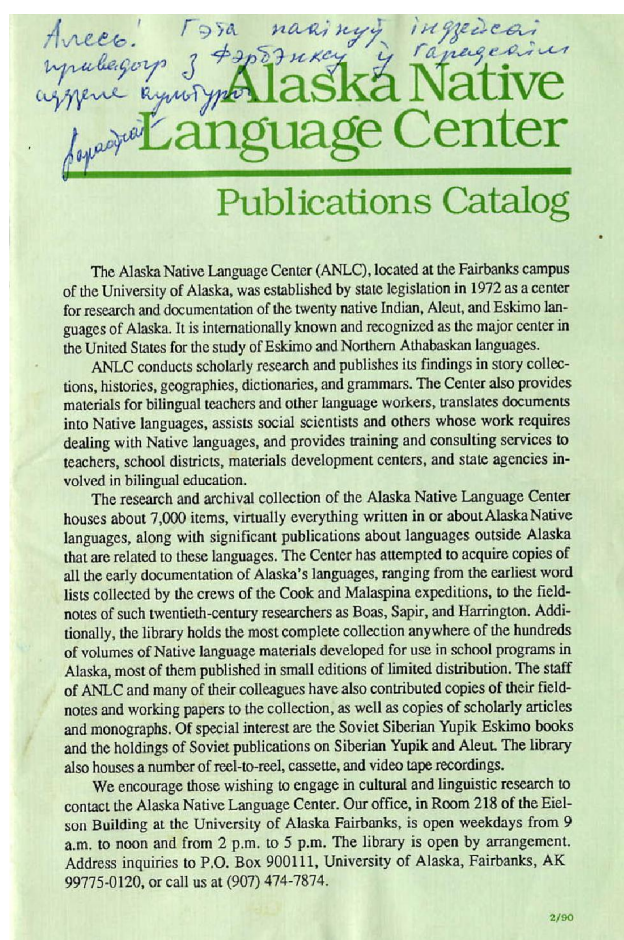 Алесь! Гэта пакінуў індзейскі
правадыр з Фэрбэнксу ў Гарадскім
аддзеле культуры
Alaska Native
Language Center
Publications Catalog
The Alaska Native Language Center (ANLC), located at the Fairbanks campus
of the University of Alaska, was established by state legislation in 1972 as a center
for research and documentation of the twenty native Indian, Aleut, and Eskimo lan-
guages of Alaska. It is internationally known and recognized as the major center in
the United States for the study of Eskimo and Northern Athabaskan languages.
ANLC conducts scholarly research and publishes its findings in story collec-
tions, histories, geographies, dictionaries, and grammars. The Center also provides
materials for bilingual teachers and other language workers, translates documents
into Native languages, assists social scientists and others whose work requires
dealing with Native languages, and provides training and consulting services to
teachers, school districts, materials development centers, and state agencies in-
volved in bilingual education.
The research and archival collection of the Alaska Native Language Center
houses about 7,000 items, virtually everything written in or about Alaska Native
languages, along with significant publications about languages outside Alaska
that are related to these languages. The Center has attempted to acquire copies of
all the early documentation of Alaska's languages, ranging from the earliest word
lists collected by the crews of the Cook and Malaspina expeditions, to the field-
notes of such twentieth-century researchers as Boas, Sapir, and Harrington. Addi-
tionally, the library holds the most complete collection anywhere of the hundreds
of volumes of Native language materials developed for use in school programs in
Alaska, most of them published in small editions of limited distribution. The staff
of ANLC and many of their colleagues have also contributed copies of their field-
notes and working papers to the collection, as well as copies of scholarly articles
and monographs. Of special interest are the Soviet Siberian Yupik Eskimo books
and the holdings of Soviet publications on Siberian Yupik and Aleut. The library
also houses a number of reel-to-reel, cassette, and video tape recordings.
We encourage those wishing to engage in cultural and linguistic research to
contact the Alaska Native Language Center. Our office, in Room 218 of the Eiel-
son Building at the University of Alaska Fairbanks, is open weekdays from 9
a.m. to noon and from 2 p.m. to 5 p.m. The library is open by arrangement.
Address inquiries to P.O. Box 900111, University of Alaska, Fairbanks, AK
99775-0120, or call us at (907) 474-7874.
2/90